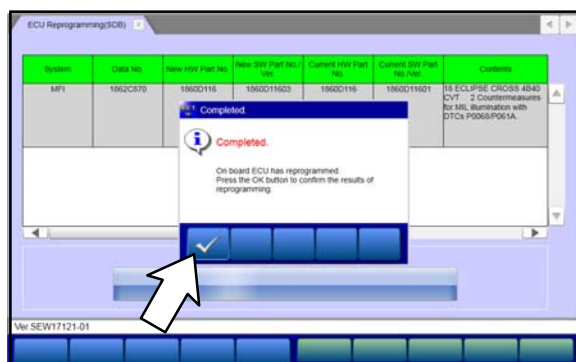 ECU Reprogramming(SDB)
System
Data No.
New HW Part No.
New SW Part No./
Ver.
Current HW Part
No.
Current SW Part
No./Ver.
Contents
MFI
1862C670
1860D116
1860D11603
1860D116
1860D11601
18 ECLIPSE CROSS 4B40
CVT : 2 Countermeasures
for MIL illumination with
DTCs P0068/P061A.
Completed.
Completed.
On board ECU has reprogrammed.
Press the OK button to confirm the results of
reprogramming.
Ver.SEW17121-01